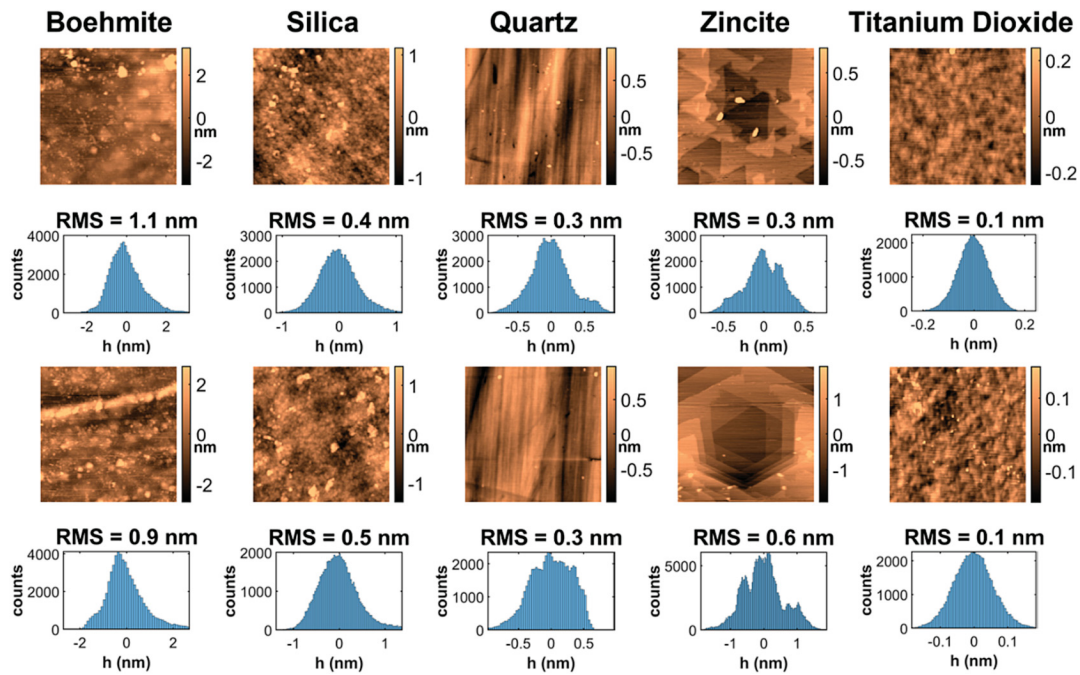 Boehmite Silica Quartz Zincite Titanium Dioxide
2 1 0.5 0.5 0.2
0 0 0 0 0
nm nm nm nm nm
-2 -1 -0.5 -0.5 -0.2
RMS = 1.1 nm RMS = 0.4 nm RMS = 0.3 nm RMS = 0.3 nm RMS = 0.1 nm
counts counts counts counts counts
4000 3000 3000 3000 2000
2000 2000 2000 2000 1000
1000 1000 1000
0 0 0 0 0
-2 0 2 -1 0 1 -0.5 0 0.5 -0.5 0 0.5 -0.2 0 0.2
h (nm) h (nm) h (nm) h (nm) h (nm)
2 1 0.5 1 0.1
0 0 0 0 0
nm nm nm nm nm
-2 -1 -0.5 -1 -0.1
RMS = 0.9 nm RMS = 0.5 nm RMS = 0.3 nm RMS = 0.6 nm RMS = 0.1 nm
counts counts counts counts counts
4000 2000 2000 5000 2000
2000 1000 1000 1000
0 0 0 0 0
-2 0 2 -1 0 1 -0.5 0 0.5 -1 0 1 -0.1 0 0.1
h (nm) h (nm) h (nm) h (nm) h (nm)